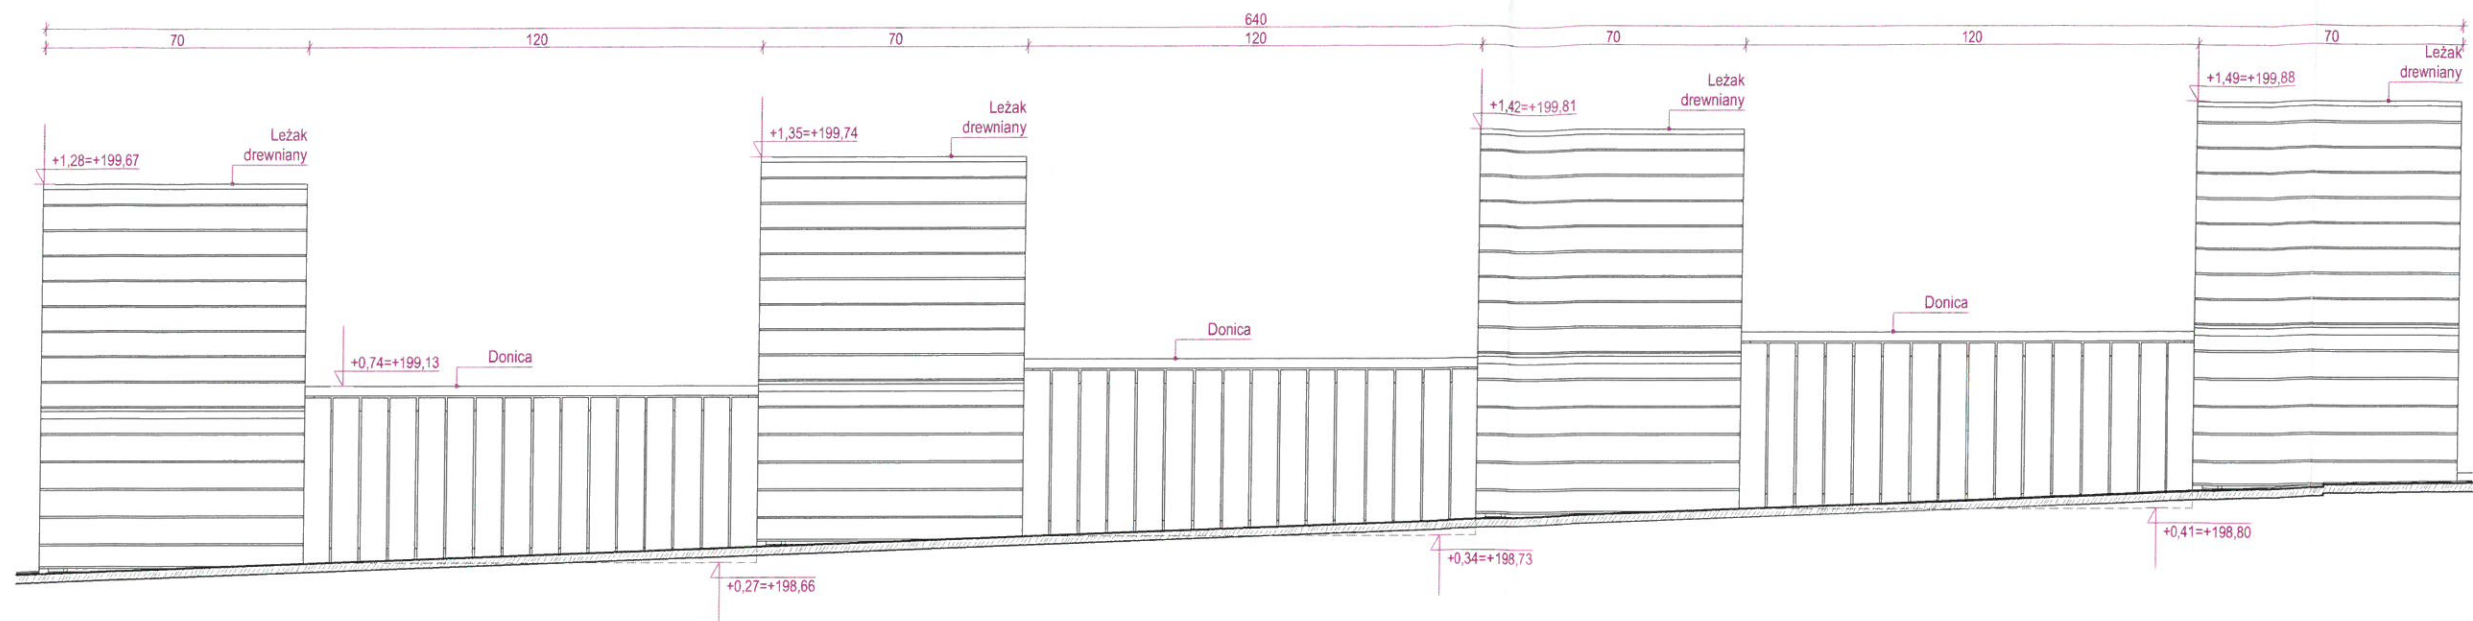 640
70
120
70
120
70
120
70
+1,28=+199,67
Leżak
drewniany
+1,35=+199,74
Leżak
drewniany
+1,42=+199,81
Leżak
drewniany
+1,49=+199,88
Leżak
drewniany
+0,74=+199,13
Donica
Donica
Donica
+0,27=+198,66
+0,34=+198,73
+0,41=+198,80